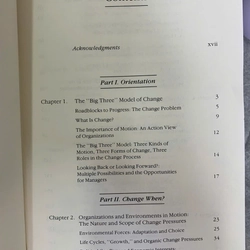 Acknowledgments xvii
Part I. Orientation
Chapter 1. The "Big Three" Model of Change 3
Roadblocks to Progress: The Change Problem 5
What Is Change? 9
The Importance of Motion: An Action View
of Organizations 12
The "Big Three" Model: Three Kinds of
Motion, Three Forms of Change, Three
Roles in the Change Process 14
Looking Back or Looking Forward?:
Multiple Possibilities and the Opportunities
for Managers 17
Part II. Change When?
Chapter 2. Organizations and Environments in Motion:
The Nature and Scope of Change Pressures 23
Environmental Forces: Adaptation and Choice 25
Life Cycles, "Growth," and Organic Change Pressures 32
34